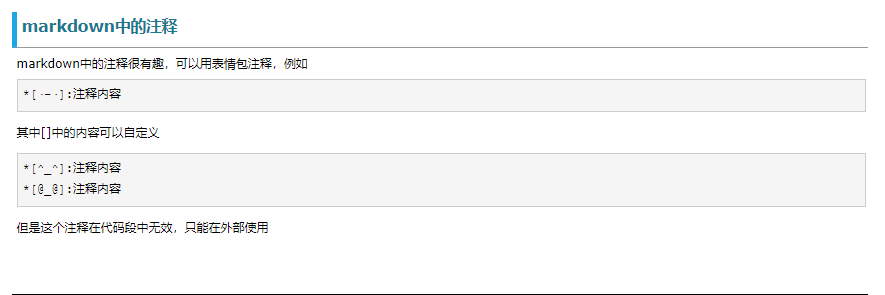 markdown中的注释
markdown中的注释很有趣，可以用表情包注释，例如
*[·-·]:注释内容
其中[]中的内容可以自定义
*[^_^]:注释内容
*[@_@]:注释内容
但是这个注释在代码段中无效，只能在外部使用